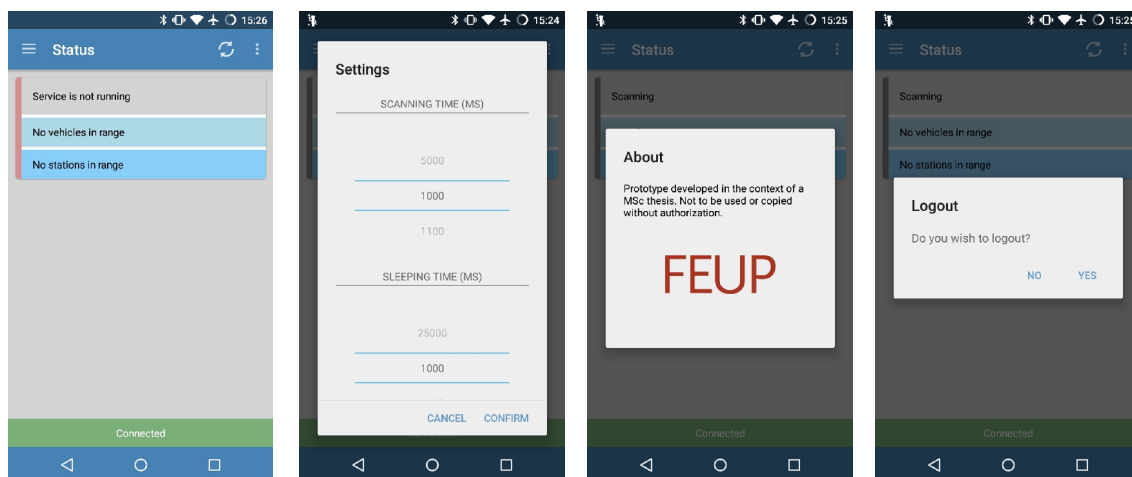 15:26
Status
Service is not running
No vehicles in range
No stations in range
Connected
15:24
Settings
SCANNING TIME (MS)
5000
1000
1100
SLEEPING TIME (MS)
25000
1000
CANCEL CONFIRM
15:25
Status
Scanning
About
Prototype developed in the context of a
MSc thesis. Not to be used or copied
without authorization.
FEUP
Connected
15:25
Status
Scanning
No vehicles in range
No stations in range
Logout
Do you wish to logout?
NO YES
Connected